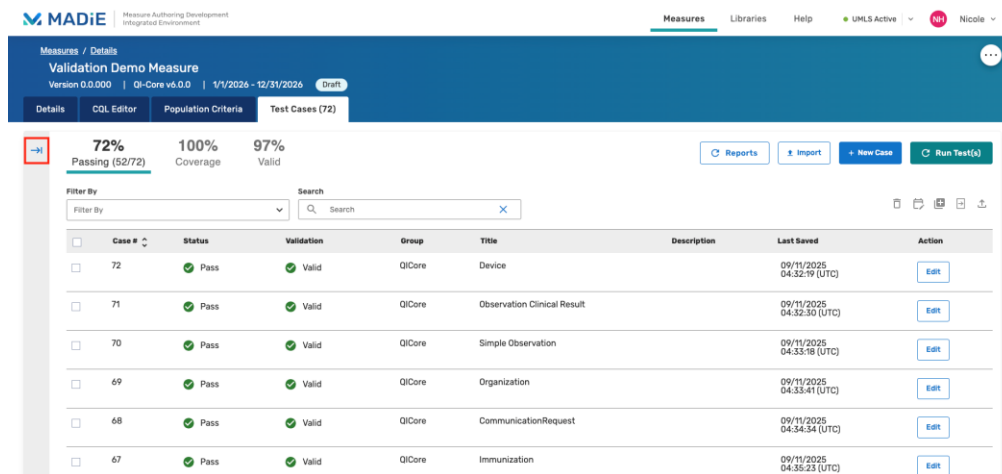 MADiE Measure Authoring Development Integrated Environment Measures Libraries Help UMLS Active NH Nicole
Measures / Details
Validation Demo Measure
Version 0.0.000 | QI-Core v6.0.0 | 1/1/2026 - 12/31/2026 Draft
Details CQL Editor Population Criteria Test Cases (72)
72% 100% 97%
Passing (52/72) Coverage Valid
Reports Import + New Case Run Test(s)
Filter By Search
Filter By Search
Case # Status Validation Group Title Description Last Saved Action
72 Pass Valid QICore Device 09/11/2025 04:32:19 (UTC) Edit
71 Pass Valid QICore Observation Clinical Result 09/11/2025 04:32:30 (UTC) Edit
70 Pass Valid QICore Simple Observation 09/11/2025 04:33:18 (UTC) Edit
69 Pass Valid QICore Organization 09/11/2025 04:33:41 (UTC) Edit
68 Pass Valid QICore CommunicationRequest 09/11/2025 04:34:34 (UTC) Edit
67 Pass Valid QICore Immunization 09/11/2025 04:35:23 (UTC) Edit